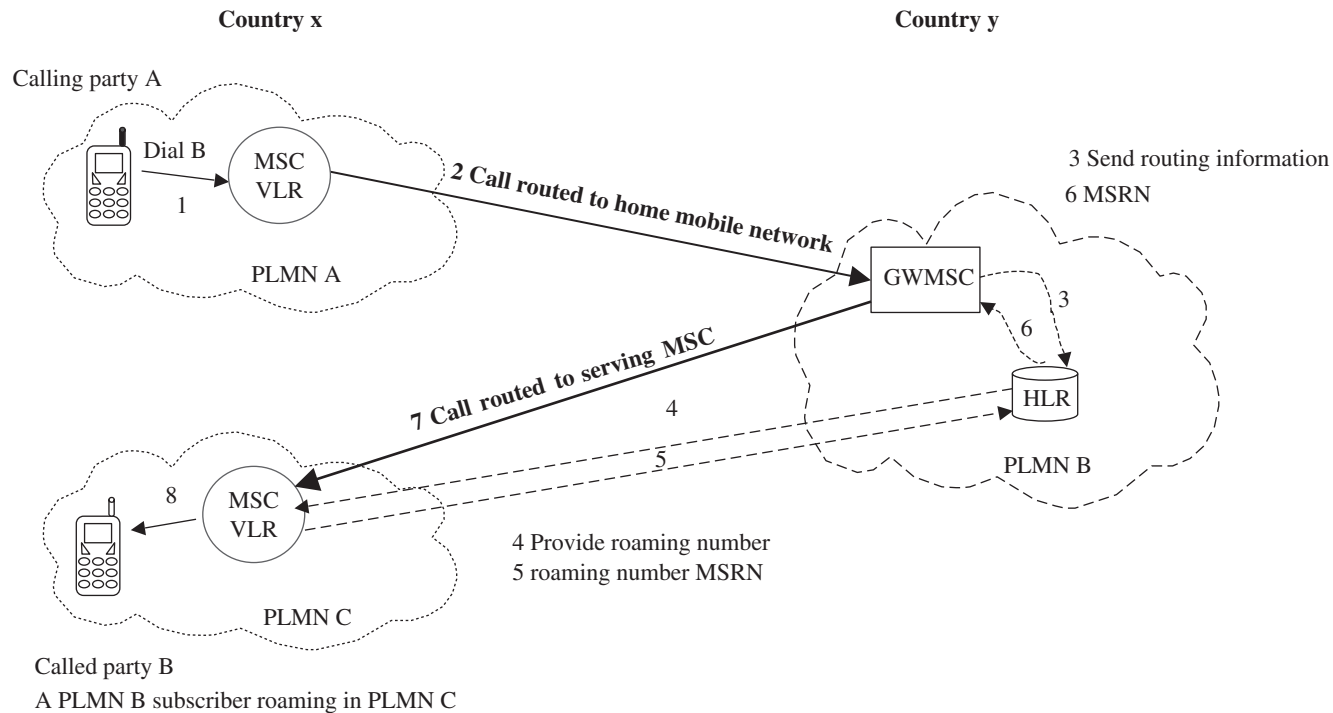 Country x
Country y
Calling party A
Dial B
1
MSC
VLR
PLMN A
2 Call routed to home mobile network
3 Send routing information
6 MSRN
GWMSC
3
6
HLR
PLMN B
7 Call routed to serving MSC
4
5
8
MSC
VLR
PLMN C
4 Provide roaming number
5 roaming number MSRN
Called party B
A PLMN B subscriber roaming in PLMN C